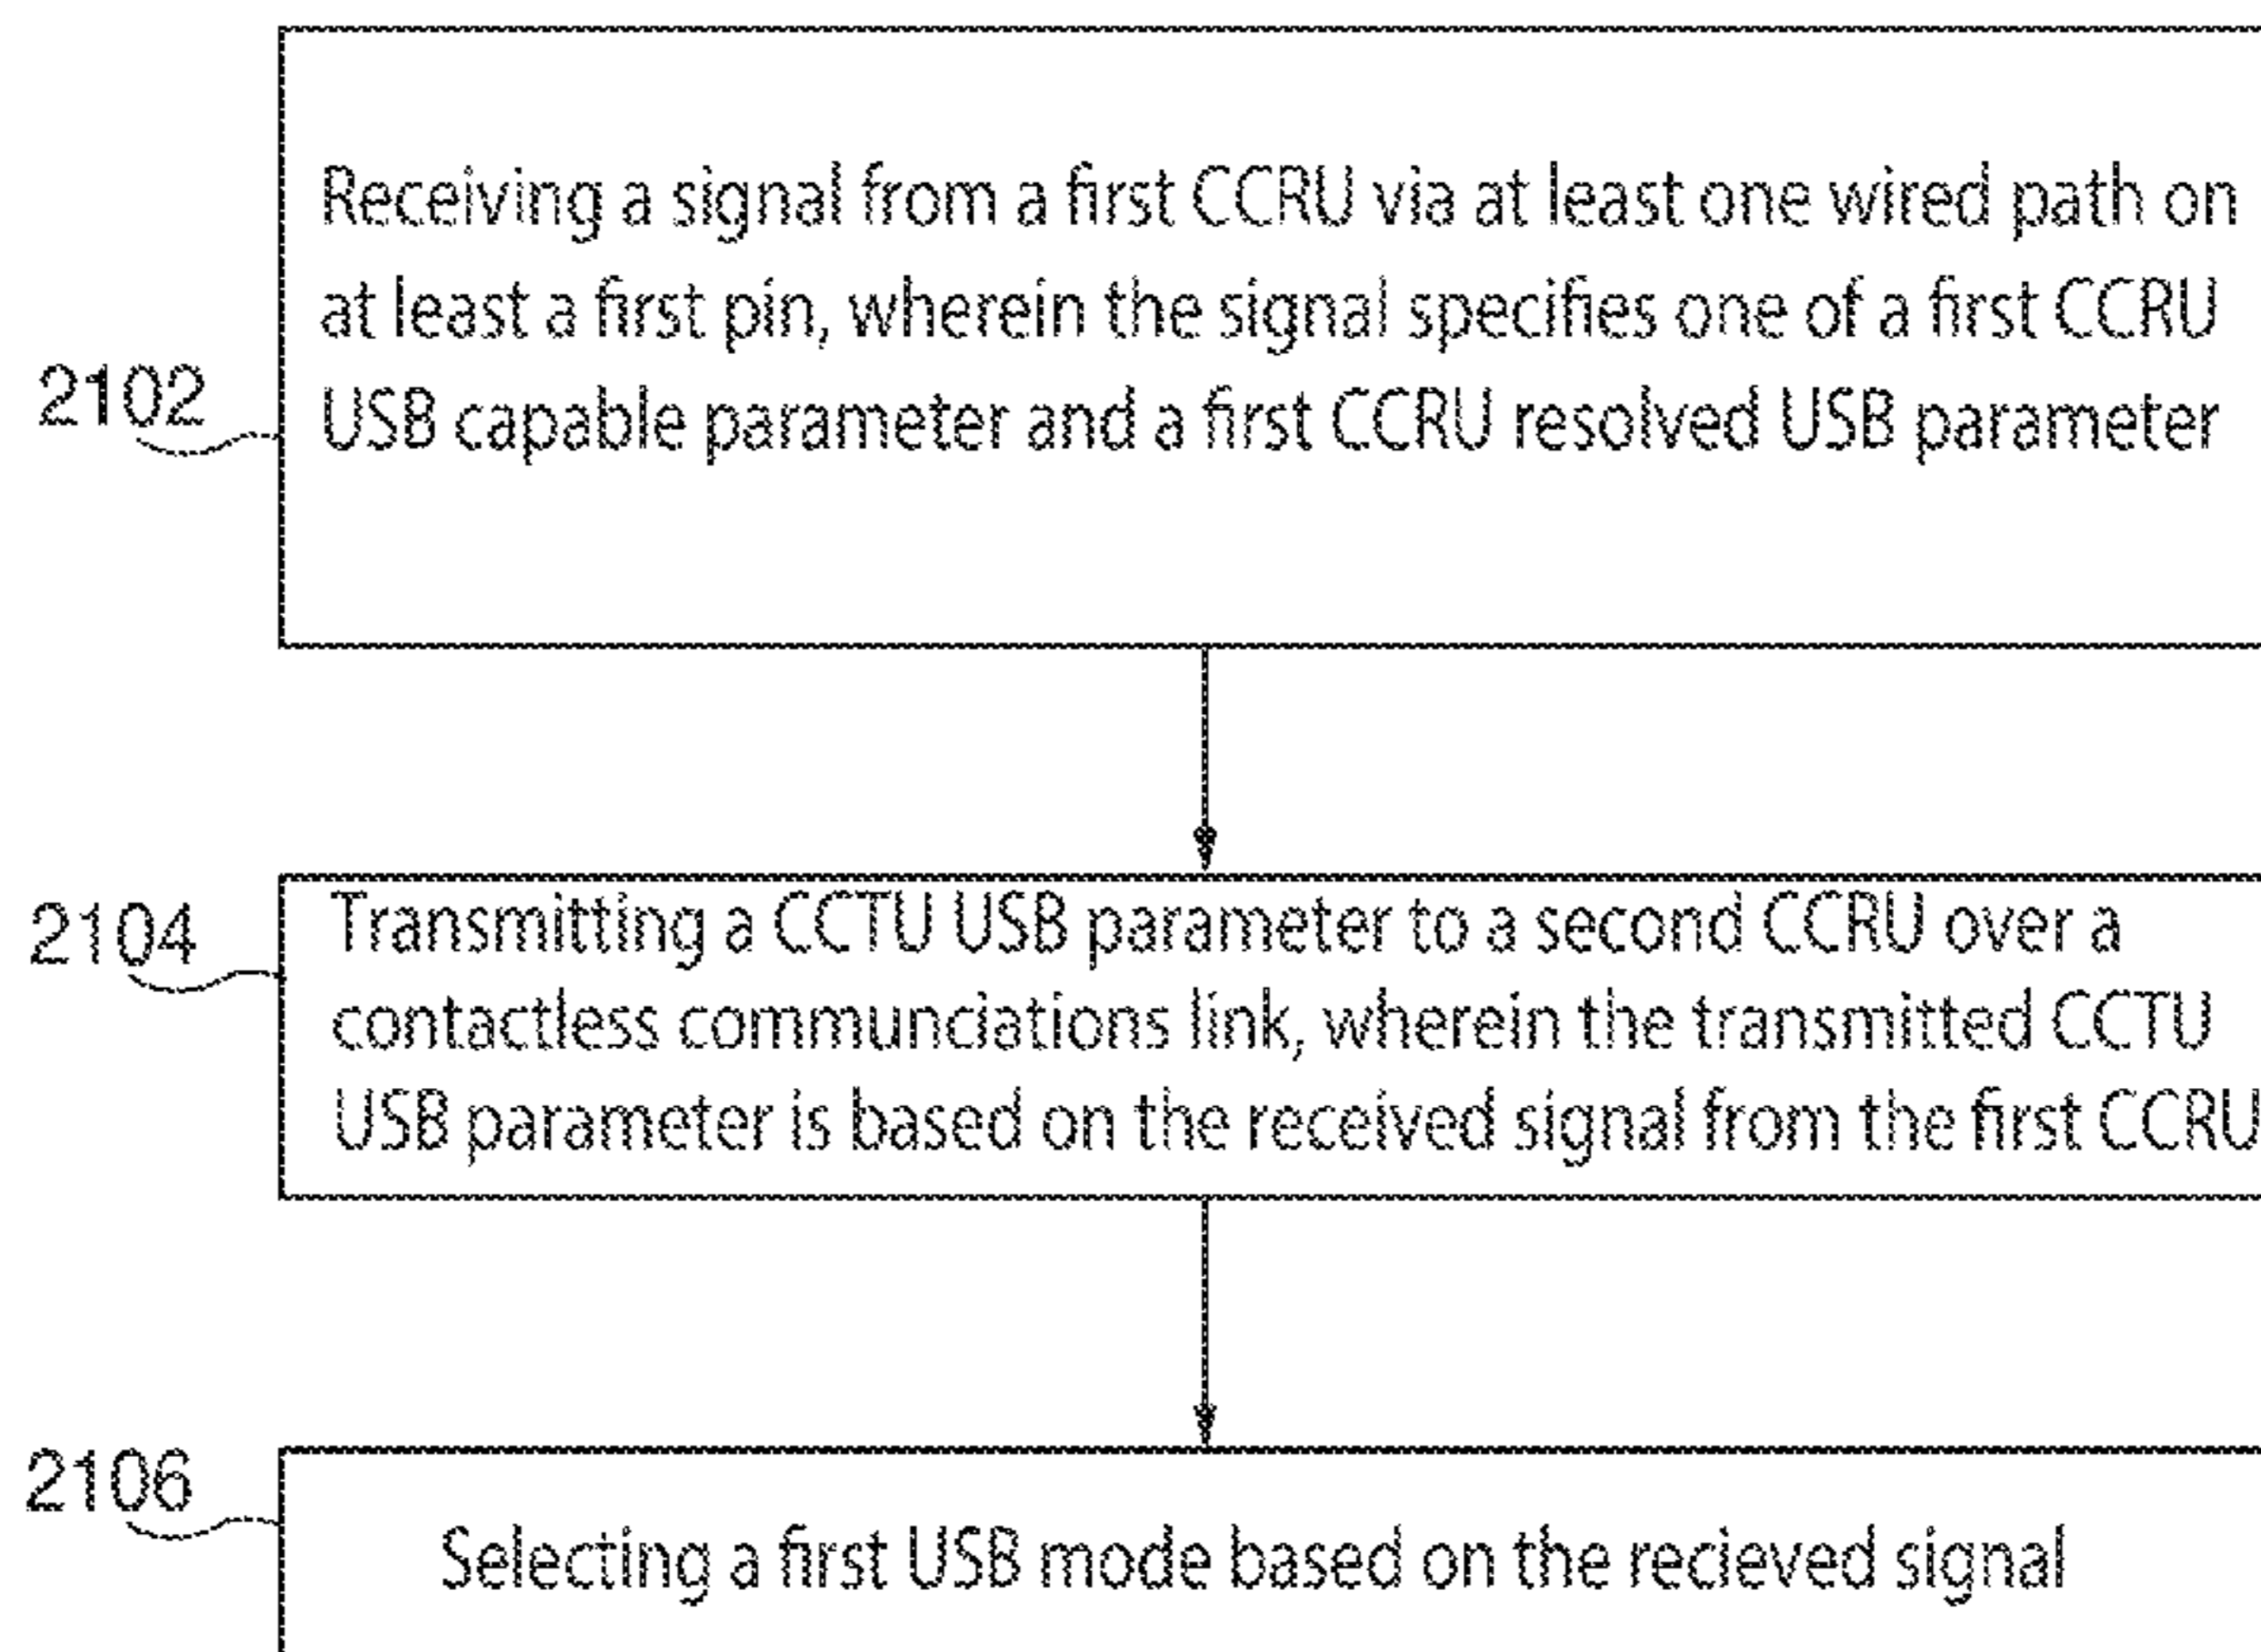 Receiving a signal from a first CCRU via at least one wired path on
at least a first pin, wherein the signal specifies one of a first CCRU
2102
USB capable parameter and a first CCRU resolved USB parameter
2104
Transmitting a CCTU USB parameter to a second CCRU over a
contactless communciations link, wherein the transmitted CCTU
USB parameter is based on the received signal from the first CCRU
2106
Selecting a first USB mode based on the recieved signal